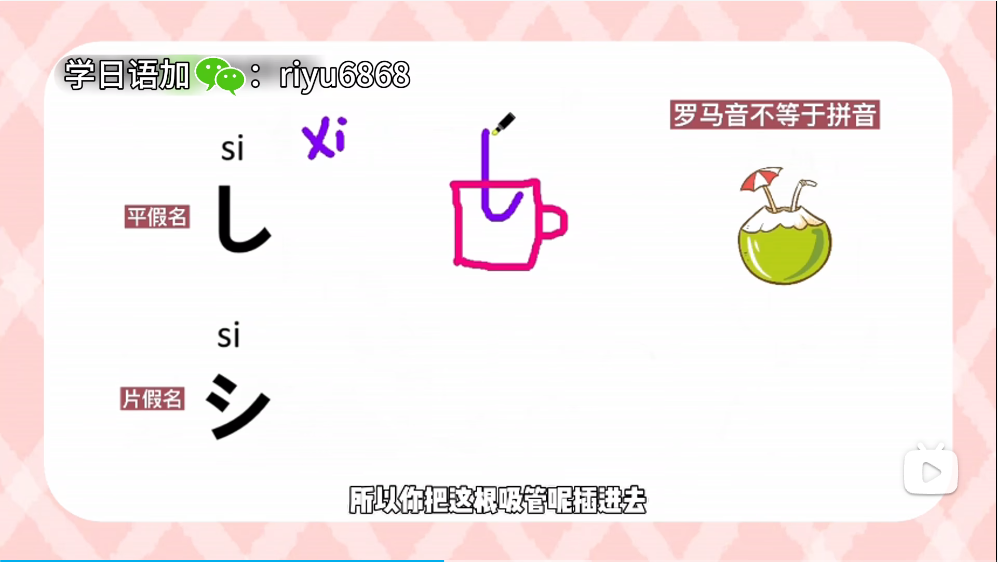 学日语加：riyu6868
罗马音不等于拼音
si
xi
平假名
し
si
片假名
シ
所以你把这根吸管呢插进去